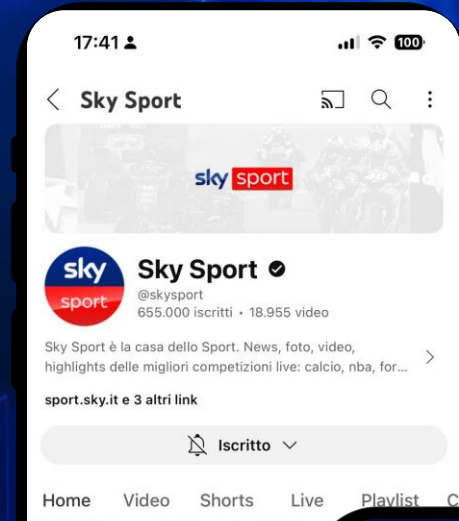 17:41
100
Sky Sport
sky sport
sky
sport
Sky Sport
@skysport
655.000 iscritti • 18.955 video
Sky Sport è la casa dello Sport. News, foto, video,
highlights delle migliori competizioni live: calcio, nba, for...
sport.sky.it e 3 altri link
Iscritto
Home Video Shorts Live Playlist C